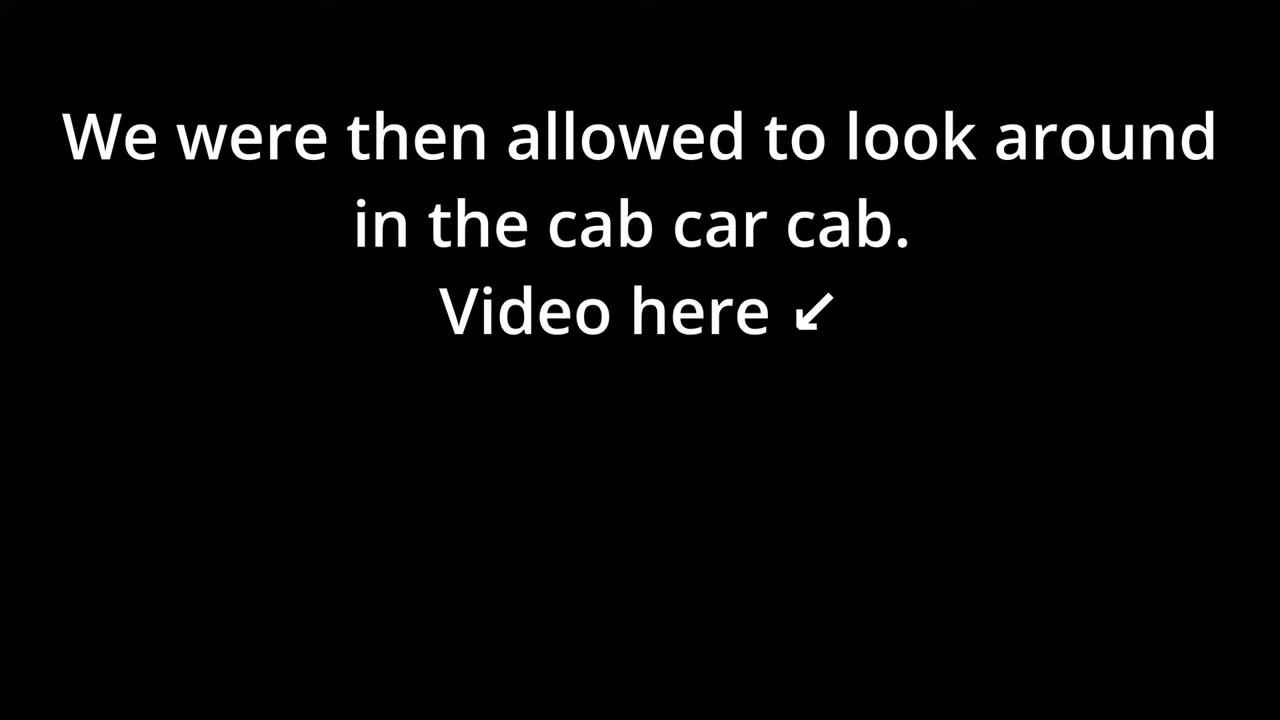 We were then allowed to look around
in the cab car cab.
Video here ↙